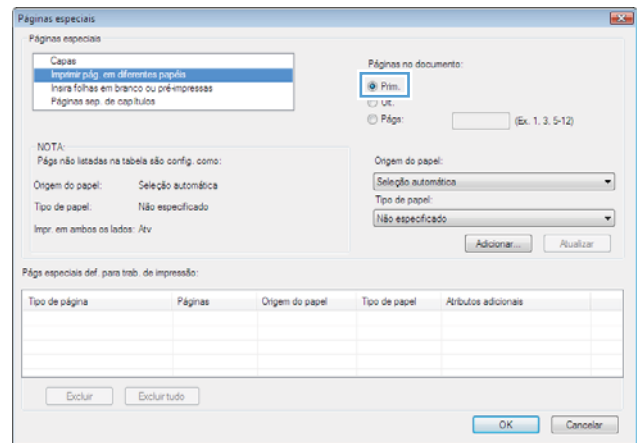 Páginas especiais
Páginas especiais
Capas
Imprimir pág. em diferentes papéis
Insira folhas em branco ou pré-impressas
Páginas sep. de capítulos
Páginas no documento:
Prim.
Últ.
Págs: (Ex. 1, 3, 5-12)
NOTA:
Págs não listadas na tabela são config. como:
Origem do papel: Seleção automática
Tipo de papel: Não especificado
Impr. em ambos os lados: Atv
Origem do papel:
Seleção automática
Tipo de papel:
Não especificado
Adicionar... Atualizar
Págs especiais def. para trab. de impressão:
Tipo de página Páginas Origem do papel Tipo de papel Atributos adicionais
Excluir Excluir tudo
OK Cancelar